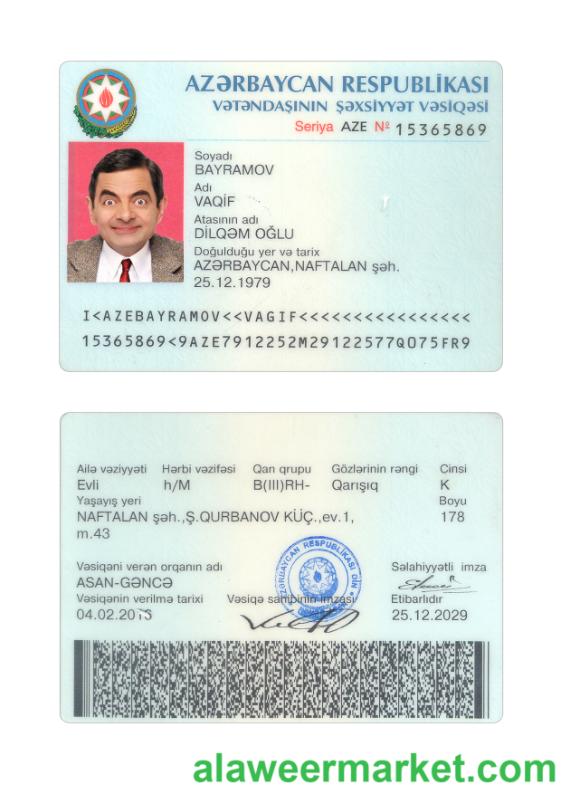 AZƏRBAYCAN RESPUBLİKASI
VƏTƏNDAŞININ ŞƏXSİYYƏT VƏSİQƏSİ
Seriya AZE № 15365869
Soyadı
BAYRAMOV
Adı
VAQİF
Atasının adı
DİLQƏM OĞLU
Doğulduğu yer və tarix
AZƏRBAYCAN,NAFTALAN şəh.
25.12.1979
I<AZEBAYRAMOV<<VAGIF<<<<<<<<<<<<<<<<<
15365869<9AZE7912252M29122577QO75FR9
Ailə vəziyyəti Hərbi vəzifəsi Qan qrupu Gözlərinin rəngi Cinsi
Evli h/M B(III)RH- Qarışıq K
Yaşayış yeri Boyu
NAFTALAN şəh.,Ş.QURBANOV KÜÇ.,ev.1, 178
m.43
Vəsiqəni verən orqanın adı Səlahiyyətli imza
ASAN-GƏNCƏ
Vəsiqənin verilmə tarixi Vəsiqə sahibinin imzası Etibarlıdır
04.02.2015 25.12.2029
AZƏRBAYCAN RESPUBLİKASI DİN
alaweermarket.com